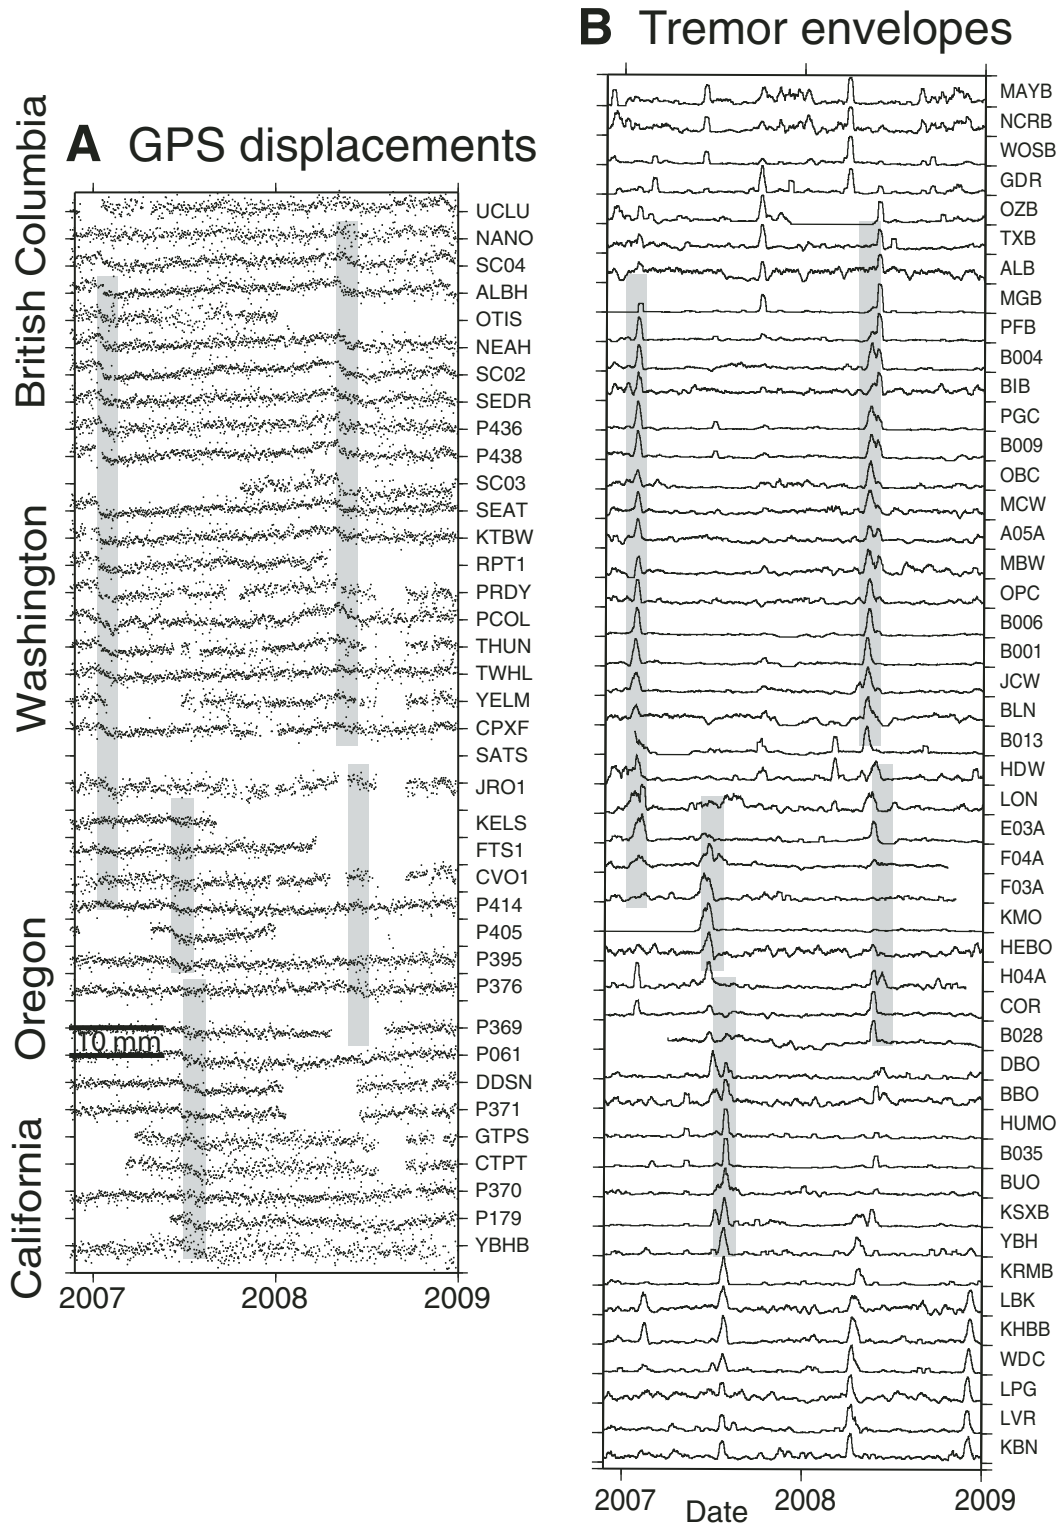 A GPS displacements
British Columbia
Washington
Oregon
California
UCLU
NANO
SC04
ALBH
OTIS
NEAH
SC02
SEDR
P436
P438
SC03
SEAT
KTBW
RPT1
PRDY
PCOL
THUN
TWHL
YELM
CPXF
SATS
JRO1
KELS
FTS1
CVO1
P414
P405
P395
P376
P369
10 mm
P061
DDSN
P371
GTPS
CTPT
P370
P179
YBHB
2007 2008 2009
B Tremor envelopes
MAYB
NCRB
WOSB
GDR
OZB
TXB
ALB
MGB
PFB
B004
BIB
PGC
B009
OBC
MCW
A05A
MBW
OPC
B006
B001
JCW
BLN
B013
HDW
LON
E03A
F04A
F03A
KMO
HEBO
H04A
COR
B028
DBO
BBO
HUMO
B035
BUO
KSXB
YBH
KRMB
LBK
KHBB
WDC
LPG
LVR
KBN
2007 2008 2009
Date